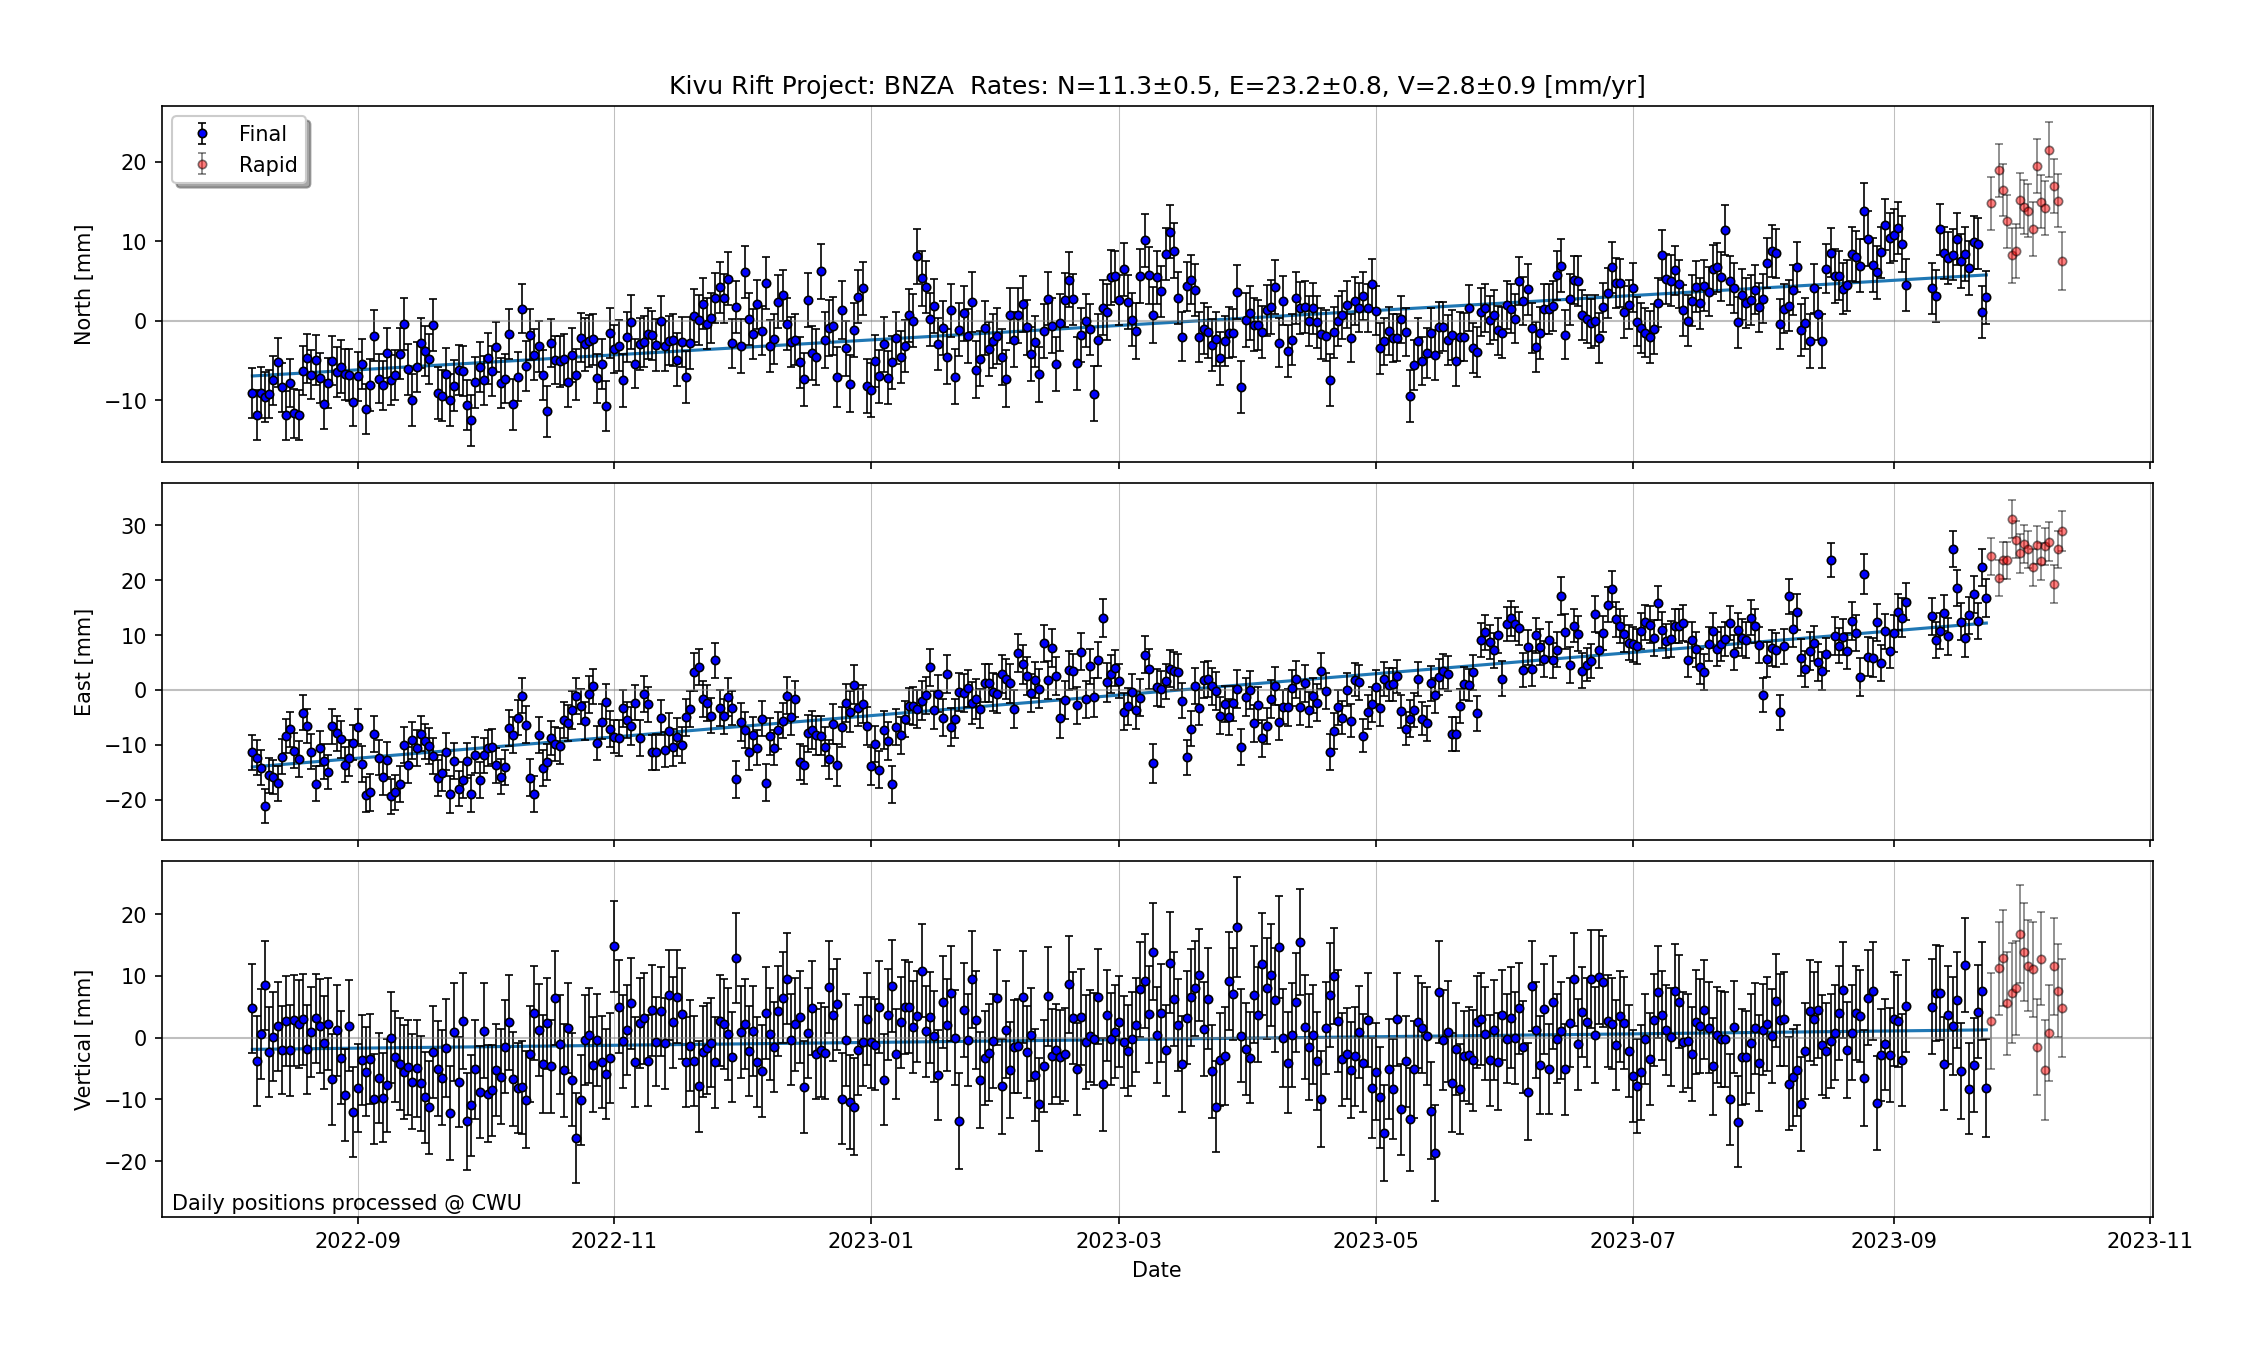 Kivu Rift Project: BNZA  Rates: N=11.3±0.5, E=23.2±0.8, V=2.8±0.9 [mm/yr]
Final
Rapid
North [mm]
20
10
0
−10
East [mm]
30
20
10
0
−10
−20
Vertical [mm]
20
10
0
−10
−20
Daily positions processed @ CWU
2022-09 2022-11 2023-01 2023-03 2023-05 2023-07 2023-09 2023-11
Date